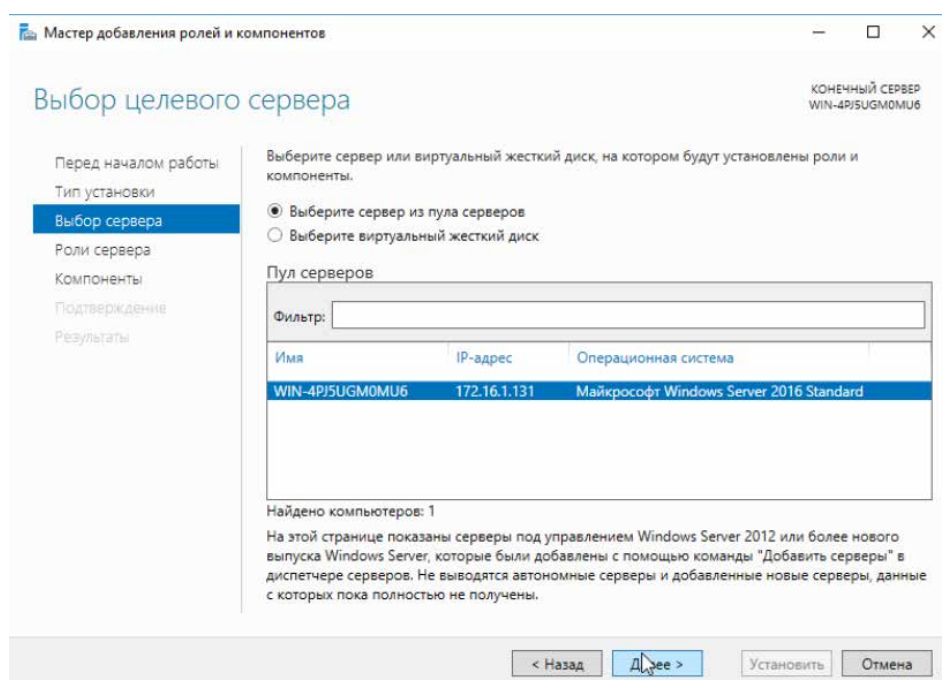 Мастер добавления ролей и компонентов
Выбор целевого сервера
КОНЕЧНЫЙ СЕРВЕР
WIN-4PJ5UGM0MU6
Перед началом работы
Тип установки
Выбор сервера
Роли сервера
Компоненты
Подтверждение
Результаты
Выберите сервер или виртуальный жесткий диск, на котором будут установлены роли и
компоненты.
Выберите сервер из пула серверов
Выберите виртуальный жесткий диск
Пул серверов
Фильтр:
Имя IP-адрес Операционная система
WIN-4PJ5UGM0MU6 172.16.1.131 Майкрософт Windows Server 2016 Standard
Найдено компьютеров: 1
На этой странице показаны серверы под управлением Windows Server 2012 или более нового
выпуска Windows Server, которые были добавлены с помощью команды "Добавить серверы" в
диспетчере серверов. Не выводятся автономные серверы и добавленные новые серверы, данные
с которых пока полностью не получены.
< Назад Далее > Установить Отмена